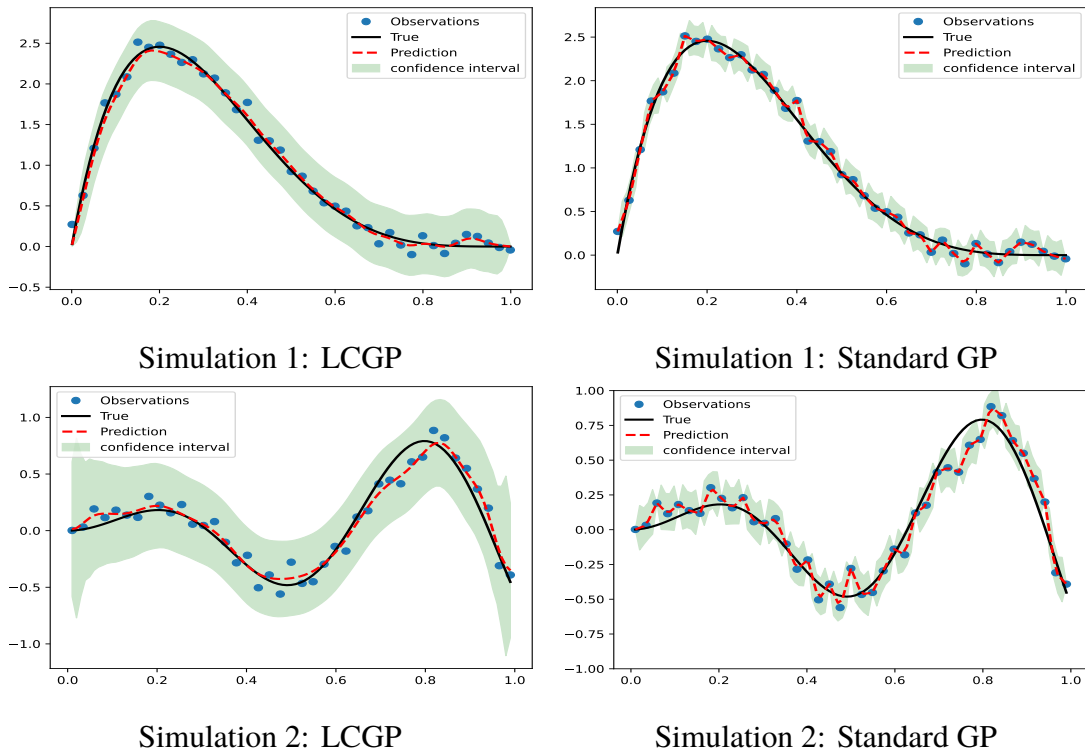 Observations
True
Prediction
confidence interval
2.5
2.0
1.5
1.0
0.5
0.0
−0.5
0.0 0.2 0.4 0.6 0.8 1.0
Simulation 1: LCGP
Observations
True
Prediction
confidence interval
2.5
2.0
1.5
1.0
0.5
0.0
0.0 0.2 0.4 0.6 0.8 1.0
Simulation 1: Standard GP
Observations
True
Prediction
confidence interval
1.0
0.5
0.0
−0.5
−1.0
0.0 0.2 0.4 0.6 0.8 1.0
Simulation 2: LCGP
Observations
True
Prediction
confidence interval
1.00
0.75
0.50
0.25
0.00
−0.25
−0.50
−0.75
−1.00
0.0 0.2 0.4 0.6 0.8 1.0
Simulation 2: Standard GP